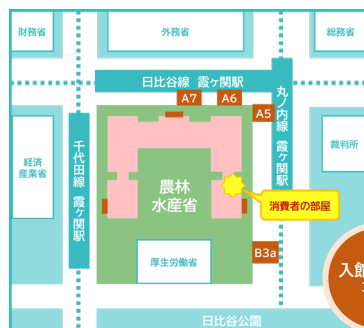 財務省
外務省
総務省
日比谷線 霞ヶ関駅
A7
A6
A5
丸ノ内線 霞ヶ関駅
裁判所
経済
産業省
千代田線 霞ヶ関駅
農林
水産省
消費者の部屋
厚生労働省
B3a
入館
日比谷公園